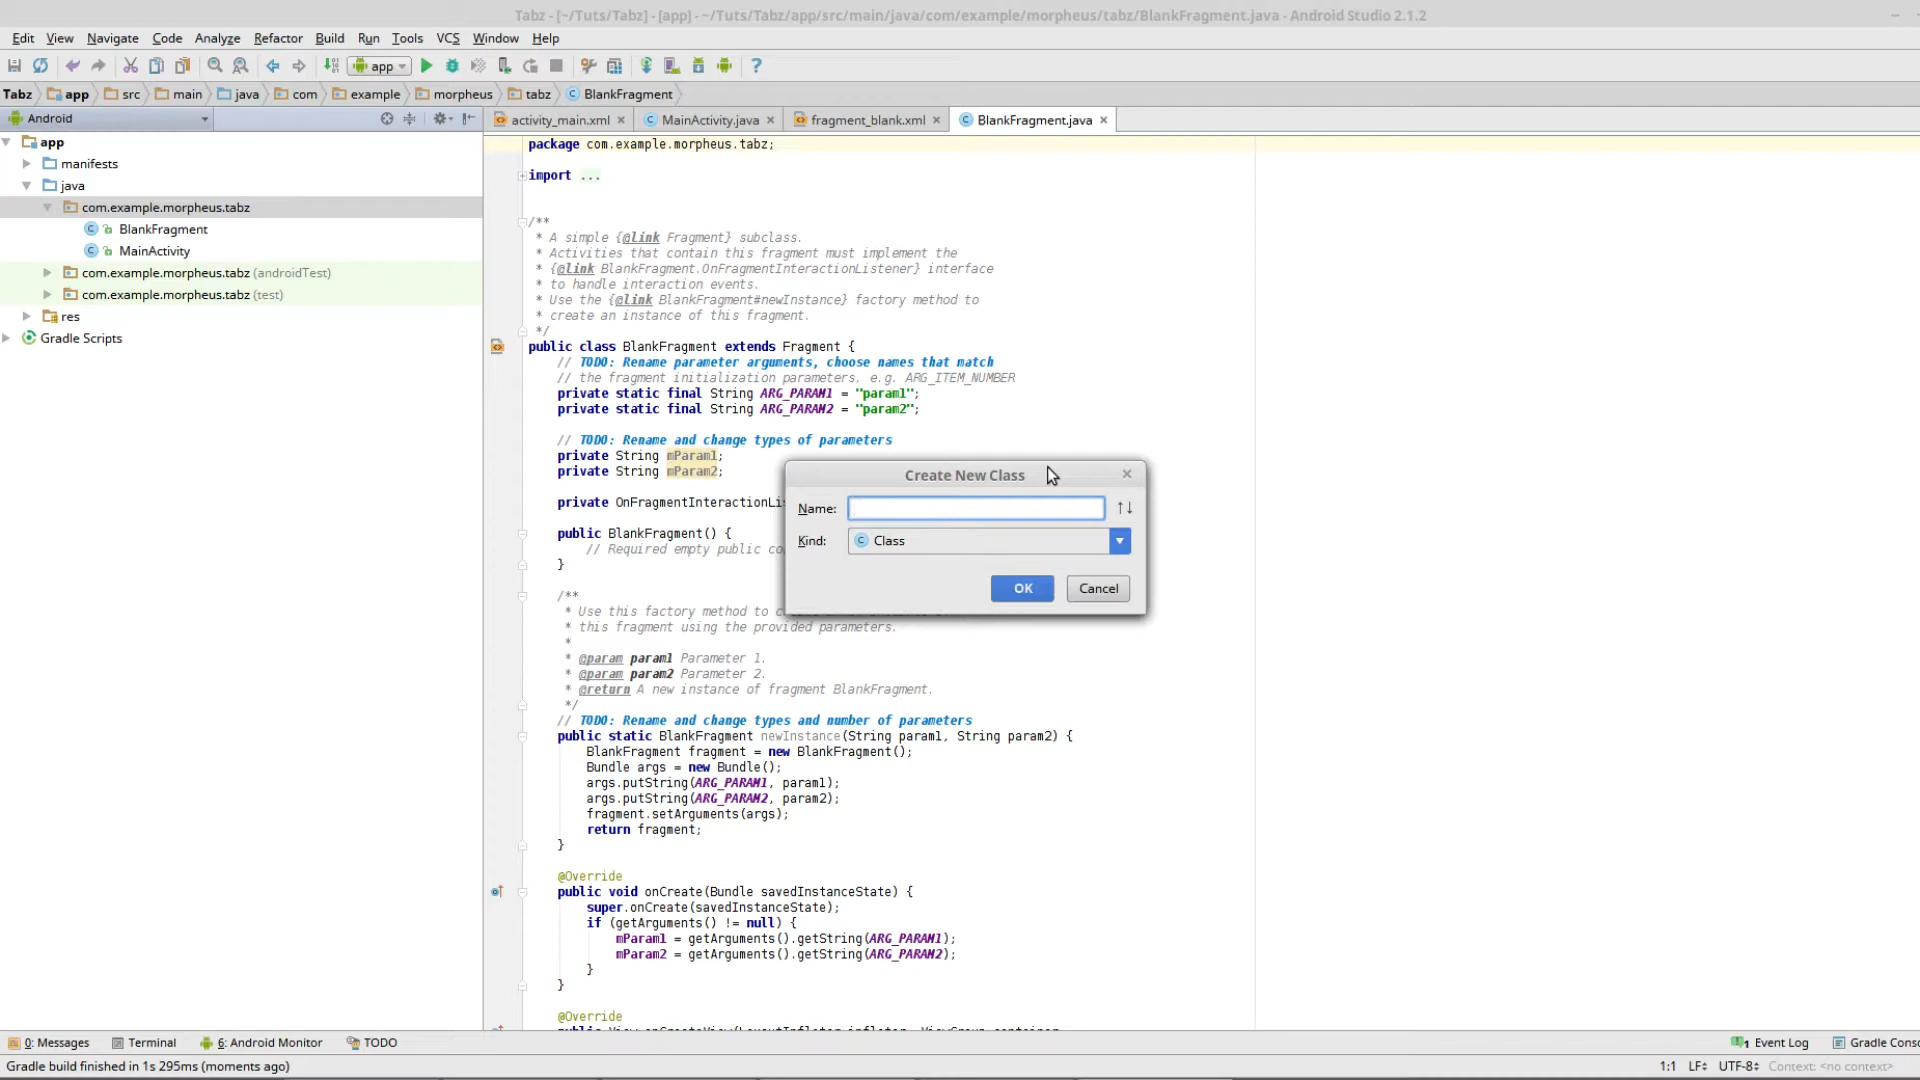 Tabz - [~/Tuts/Tabz] - [app] - ~/Tuts/Tabz/app/src/main/java/com/example/morpheus/tabz/BlankFragment.java - Android Studio 2.1.2
Edit View Navigate Code Analyze Refactor Build Run Tools VCS Window Help
app
Tabz app src main java com example morpheus tabz BlankFragment
Android
activity_main.xml MainActivity.java fragment_blank.xml BlankFragment.java
app
manifests
java
com.example.morpheus.tabz
BlankFragment
MainActivity
com.example.morpheus.tabz (androidTest)
com.example.morpheus.tabz (test)
res
Gradle Scripts
package com.example.morpheus.tabz;
import ...
/**
* A simple {@link Fragment} subclass.
* Activities that contain this fragment must implement the
* {@link BlankFragment.OnFragmentInteractionListener} interface
* to handle interaction events.
* Use the {@link BlankFragment#newInstance} factory method to
* create an instance of this fragment.
*/
public class BlankFragment extends Fragment {
// TODO: Rename parameter arguments, choose names that match
// the fragment initialization parameters, e.g. ARG_ITEM_NUMBER
private static final String ARG_PARAM1 = "param1";
private static final String ARG_PARAM2 = "param2";
// TODO: Rename and change types of parameters
private String mParam1;
private String mParam2;
private OnFragmentInteractionLis
public BlankFragment() {
// Required empty public co
}
/**
* Use this factory method to
* this fragment using the provided parameters.
*
* @param param1 Parameter 1.
* @param param2 Parameter 2.
* @return A new instance of fragment BlankFragment.
*/
// TODO: Rename and change types and number of parameters
public static BlankFragment newInstance(String param1, String param2) {
BlankFragment fragment = new BlankFragment();
Bundle args = new Bundle();
args.putString(ARG_PARAM1, param1);
args.putString(ARG_PARAM2, param2);
fragment.setArguments(args);
return fragment;
}
@Override
public void onCreate(Bundle savedInstanceState) {
super.onCreate(savedInstanceState);
if (getArguments() != null) {
mParam1 = getArguments().getString(ARG_PARAM1);
mParam2 = getArguments().getString(ARG_PARAM2);
}
}
@Override
Create New Class
Name:
Kind: Class
OK Cancel
0: Messages Terminal 6: Android Monitor TODO 1 Event Log Gradle Conso
Gradle build finished in 1s 295ms (moments ago) 1:1 LF UTF-8 Context: <no context>